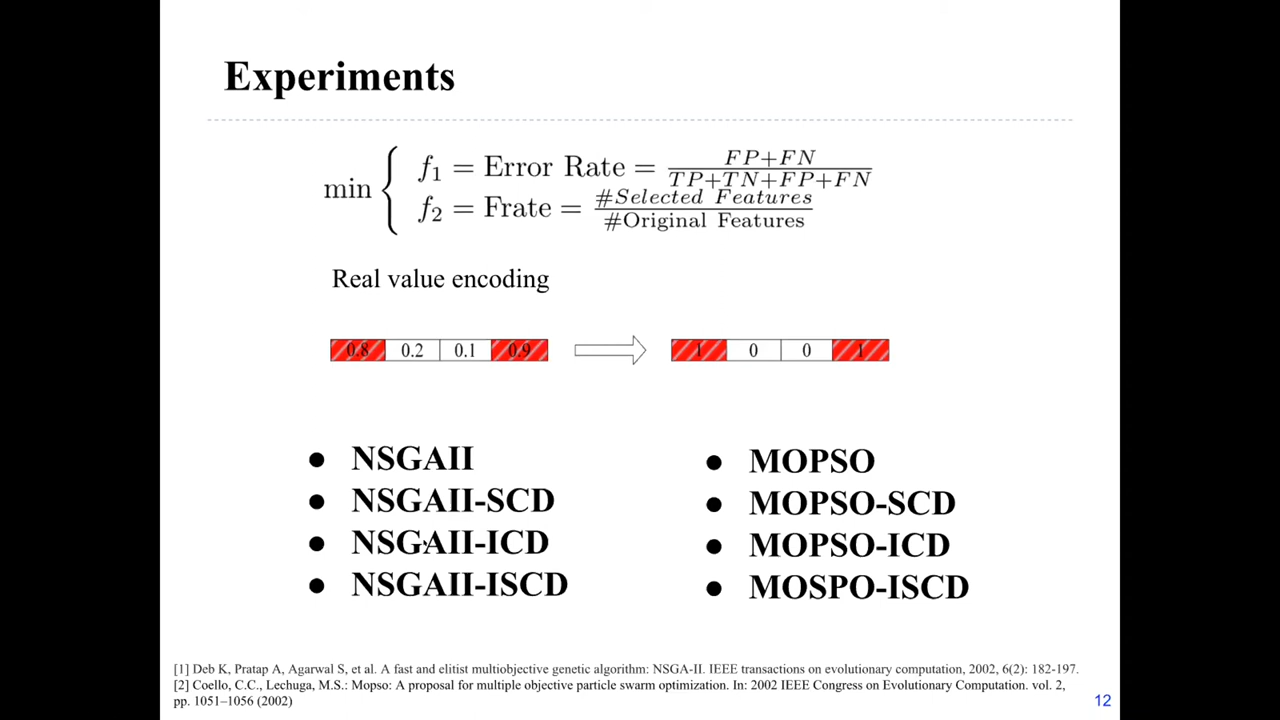 Experiments
min { f₁ = Error Rate = FP+FN / TP+TN+FP+FN
f₂ = Frate = #Selected Features / #Original Features
Real value encoding
0.8 0.2 0.1 0.9 1 0 0 1
● NSGAII
● NSGAII-SCD
● NSGAII-ICD
● NSGAII-ISCD
● MOPSO
● MOPSO-SCD
● MOPSO-ICD
● MOSPO-ISCD
[1] Deb K, Pratap A, Agarwal S, et al. A fast and elitist multiobjective genetic algorithm: NSGA-II. IEEE transactions on evolutionary computation, 2002, 6(2): 182-197.
[2] Coello, C.C., Lechuga, M.S.: Mopso: A proposal for multiple objective particle swarm optimization. In: 2002 IEEE Congress on Evolutionary Computation. vol. 2,
pp. 1051–1056 (2002)
12